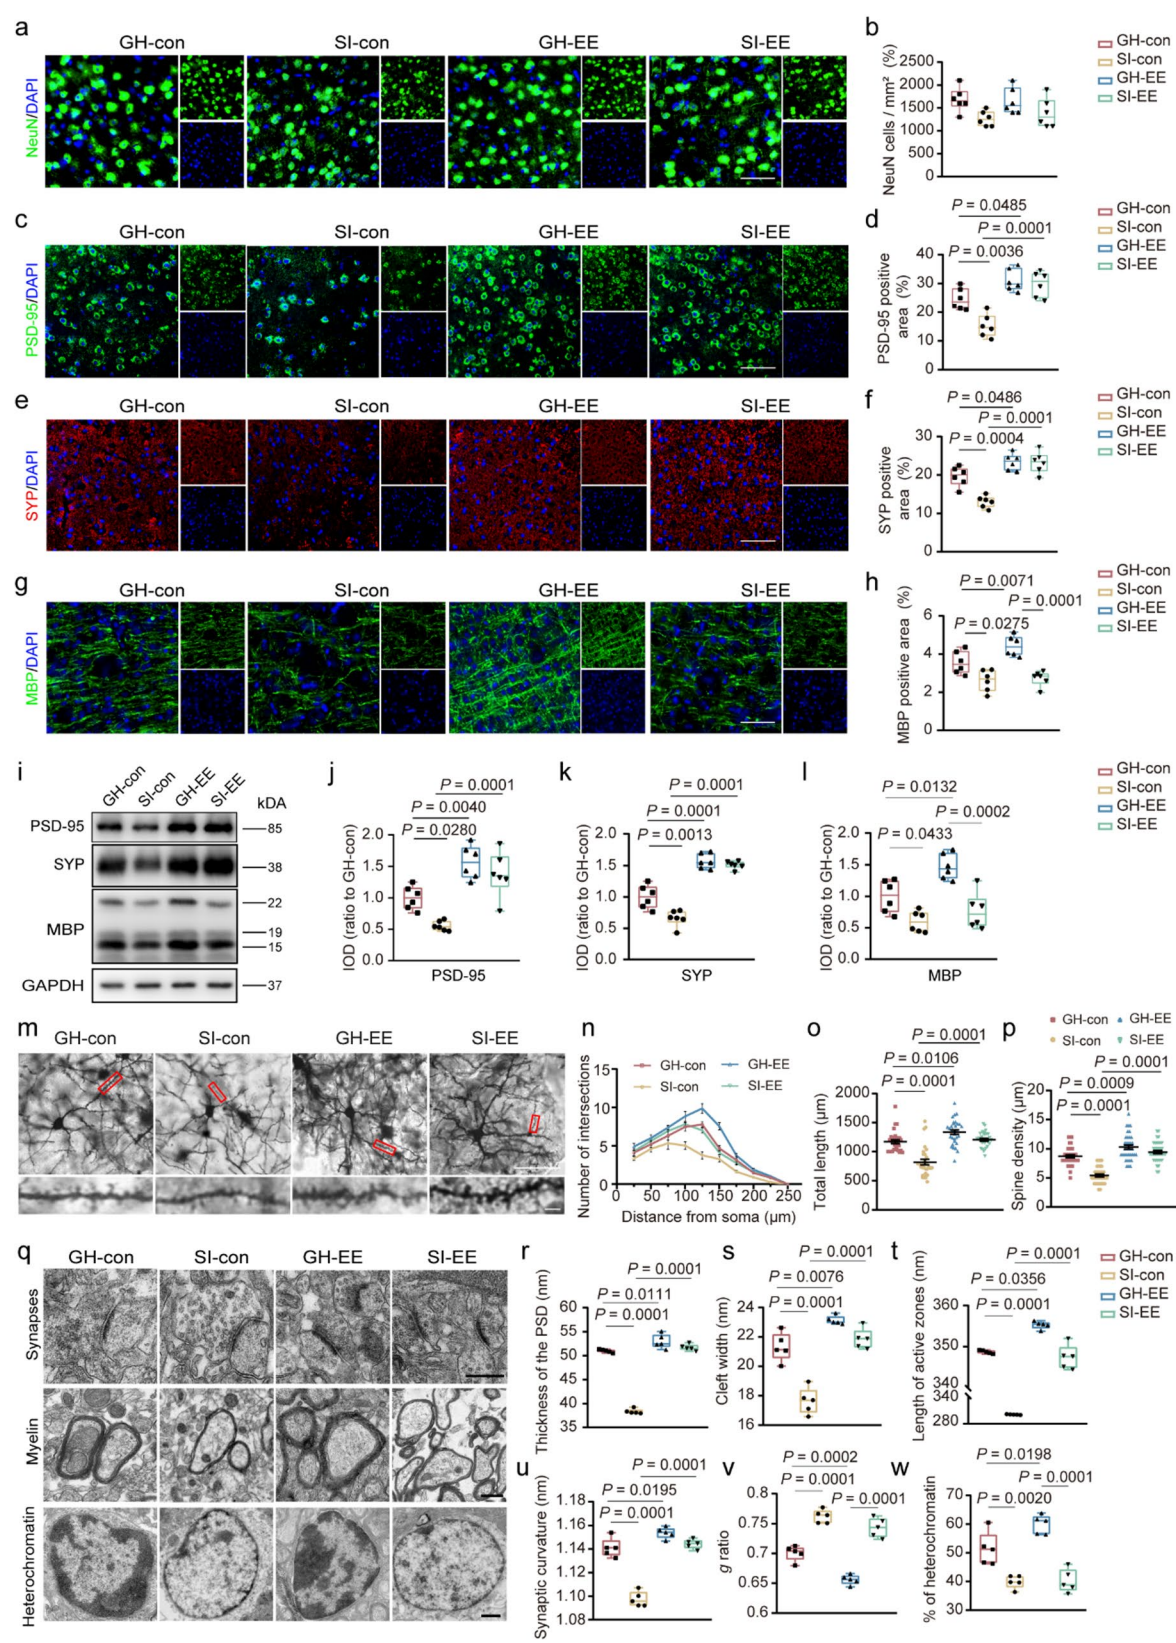 a
GH-con SI-con GH-EE SI-EE
NeuN/DAPI
b
GH-con
SI-con
GH-EE
SI-EE
NeuN cells / mm² (%)
2500
2000
1500
1000
500
0
c
GH-con SI-con GH-EE SI-EE
PSD-95/DAPI
d
GH-con
SI-con
GH-EE
SI-EE
P = 0.0485
P = 0.0001
P = 0.0036
PSD-95 positive
area (%)
40
30
20
10
0
e
GH-con SI-con GH-EE SI-EE
SYP/DAPI
f
GH-con
SI-con
GH-EE
SI-EE
P = 0.0486
P = 0.0001
P = 0.0004
SYP positive
area (%)
30
20
10
0
g
GH-con SI-con GH-EE SI-EE
MBP/DAPI
h
GH-con
SI-con
GH-EE
SI-EE
P = 0.0071
P = 0.0001
P = 0.0275
MBP positive area (%)
6
4
2
0
i
GH-con SI-con GH-EE SI-EE
kDA
PSD-95 85
SYP 38
MBP 22
19
15
GAPDH 37
j
P = 0.0001
P = 0.0040
P = 0.0280
IOD (ratio to GH-con)
2.0
1.5
1.0
0.5
0.0
PSD-95
k
P = 0.0001
P = 0.0001
P = 0.0013
IOD (ratio to GH-con)
2.0
1.5
1.0
0.5
0.0
SYP
l
P = 0.0132
P = 0.0002
P = 0.0433
IOD (ratio to GH-con)
2.0
1.5
1.0
0.5
0.0
MBP
GH-con
SI-con
GH-EE
SI-EE
m
GH-con SI-con GH-EE SI-EE
n
Number of intersections
GH-con GH-EE
SI-con SI-EE
15
10
5
0
0 50 100 150 200 250
Distance from soma (µm)
o
P = 0.0001
P = 0.0106
P = 0.0001
Total length (µm)
2000
1500
1000
500
0
p
GH-con GH-EE
SI-con SI-EE
P = 0.0001
P = 0.0009
P = 0.0001
Spine density (µm)
20
15
10
5
0
q
GH-con SI-con GH-EE SI-EE
Synapses
Myelin
Heterochromatin
r
P = 0.0001
P = 0.0111
P = 0.0001
Thickness of the PSD (nm)
60
55
50
45
40
35
s
P = 0.0001
P = 0.0076
P = 0.0001
Cleft width (nm)
24
22
20
18
16
t
P = 0.0001
P = 0.0356
P = 0.0001
Length of active zones (nm)
360
350
340
340
280
GH-con
SI-con
GH-EE
SI-EE
u
P = 0.0001
P = 0.0195
P = 0.0001
Synaptic curvature (nm)
1.18
1.16
1.14
1.12
1.10
1.08
v
P = 0.0002
P = 0.0001
P = 0.0001
g ratio
0.8
0.75
0.7
0.65
0.6
w
P = 0.0198
P = 0.0001
P = 0.0020
% of heterochromatin
70
60
50
40
30